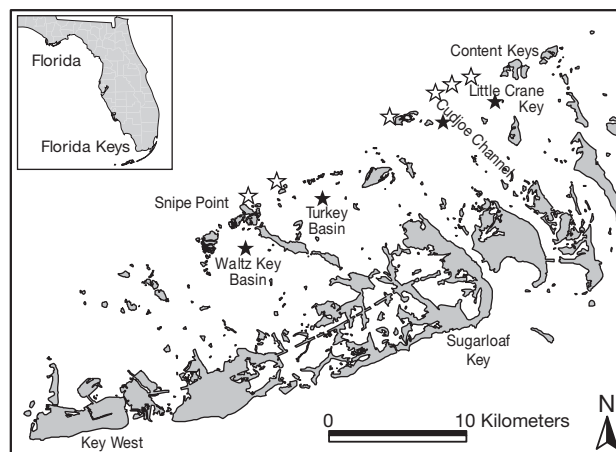 Florida
Florida Keys
Content Keys
Little Crane
Key
Cudjoe Channel
Snipe Point
Turkey
Basin
Waltz Key
Basin
Sugarloaf
Key
Key West
0 10 Kilometers
N